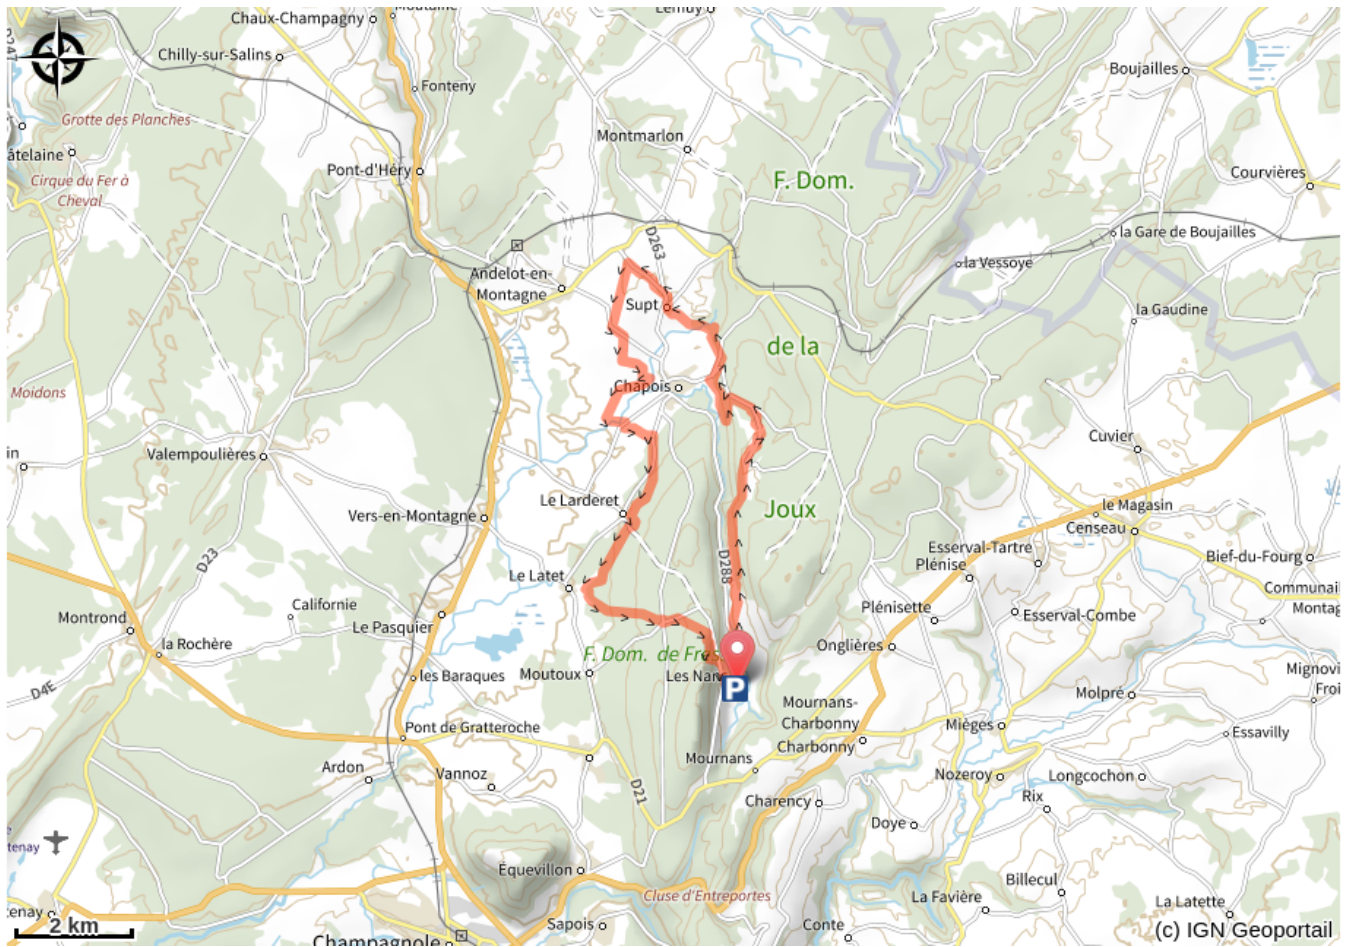 Chaux-Champagny
Chilly-sur-Salins
Fonteny
Grotte des Planches
Pont-d'Héry
Cirque du Fer à
Cheval
Montmarlon
F. Dom.
Boujailles
Courvières
la Gare de Boujailles
la Vessoye
D263
Andelot-en-
Montagne
Supt
la Gaudine
de la
Chapois
Moidons
Valempoulières
Cuvier
Le Larderet
Vers-en-Montagne
Joux
le Magasin
Censeau
D23
D288
Esserval-Tartre
Plénise
Bief-du-Fourg
Le Latet
Californie
Montrond
la Rochère
Le Pasquier
Plénisette
Esserval-Combe
Onglières
F. Dom. de
les Baraques
Moutoux
Les
P
D4E
Molpré
Mournans-
Charbonny
Charbonny
Mièges
Essavilly
Pont de Gratteroche
Ardon
Vannoz
Mournans
D21
Charency
Nozeroy
Longcochon
Rix
Doye
Équevillon
Cluse d'Entreportes
Billecul
La Favière
La Latette
Sapois
Conte
Champagnole
2 km
(c) IGN Geoportail